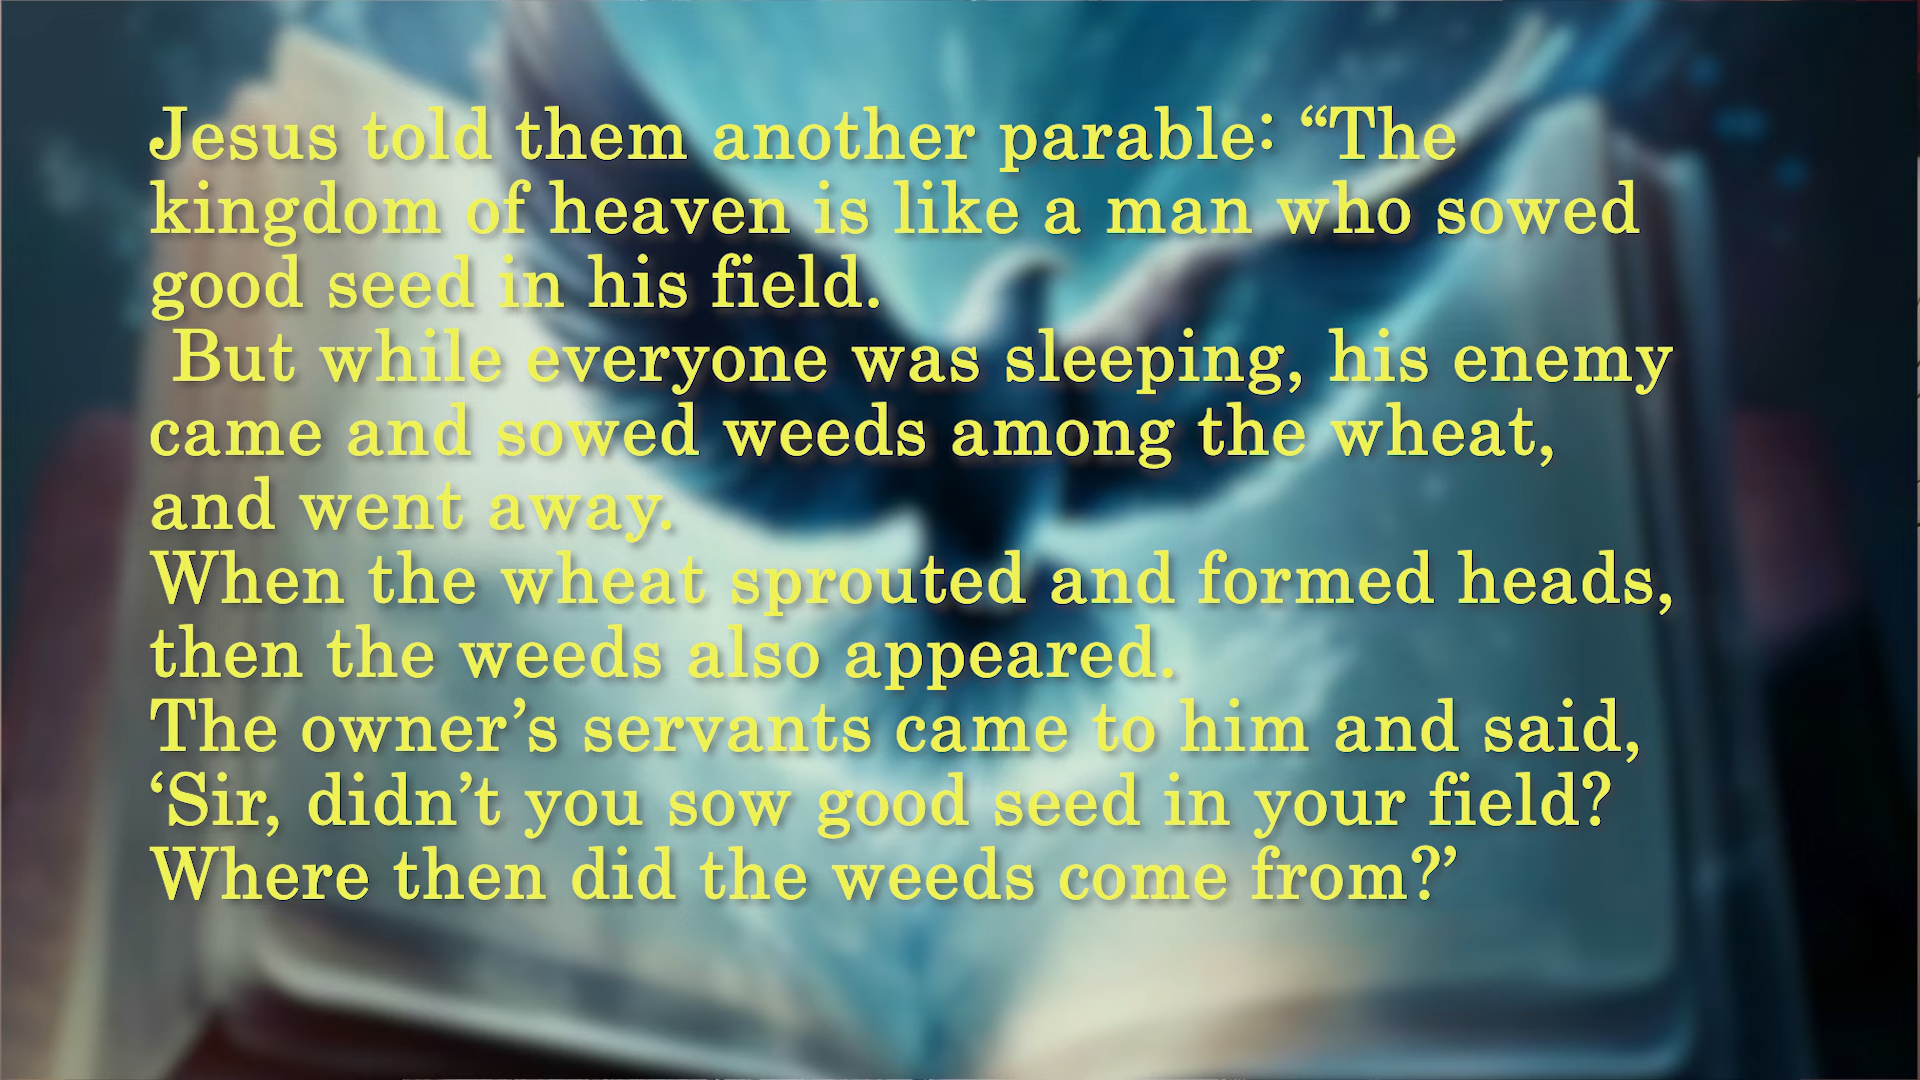 Jesus told them another parable: “The
kingdom of heaven is like a man who sowed
good seed in his field.
But while everyone was sleeping, his enemy
came and sowed weeds among the wheat,
and went away.
When the wheat sprouted and formed heads,
then the weeds also appeared.
The owner’s servants came to him and said,
‘Sir, didn’t you sow good seed in your field?
Where then did the weeds come from?’